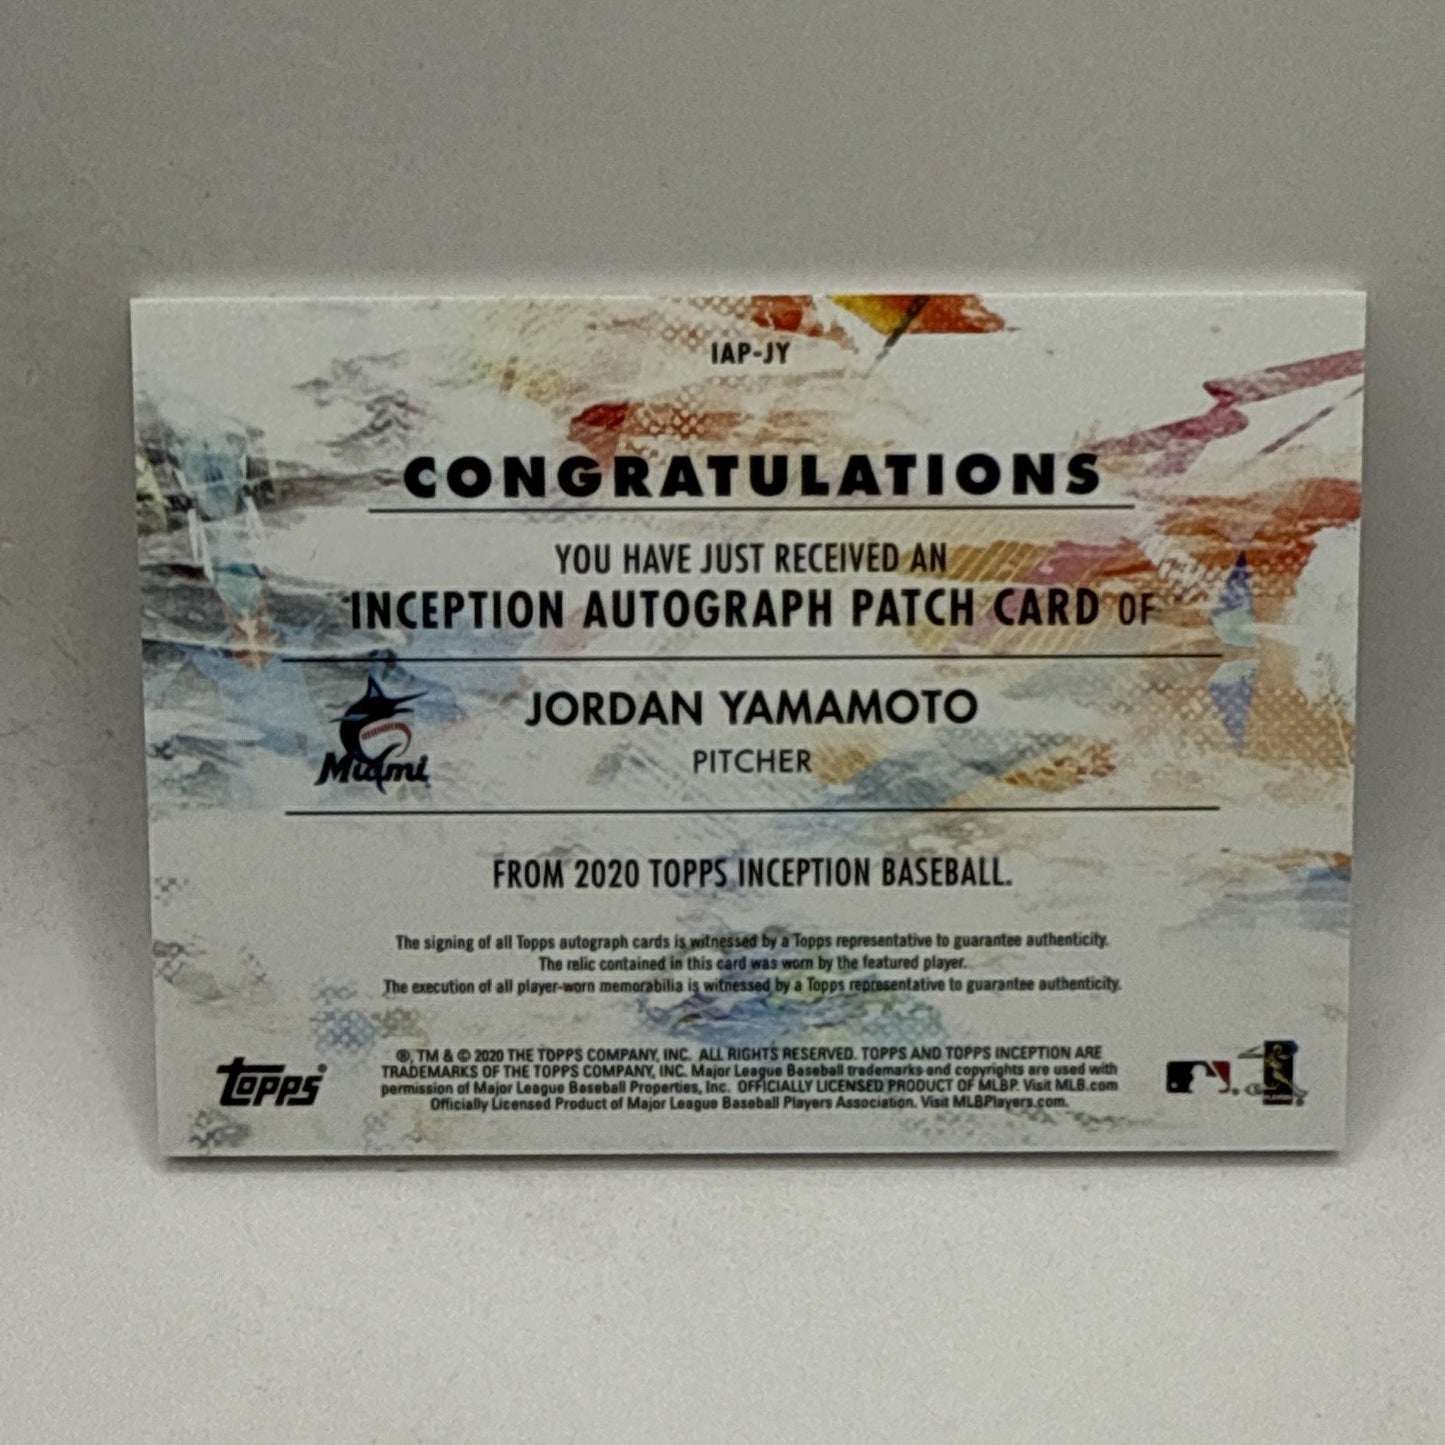 IAP-JY
CONGRATULATIONS
YOU HAVE JUST RECEIVED AN
INCEPTION AUTOGRAPH PATCH CARD OF
JORDAN YAMAMOTO
PITCHER
Miami
FROM 2020 TOPPS INCEPTION BASEBALL.
The signing of all Topps autograph cards is witnessed by a Topps representative to guarantee authenticity.
The relic contained in this card was worn by the featured player.
The execution of all player-worn memorabilia is witnessed by a Topps representative to guarantee authenticity.
topps®
®, TM & © 2020 THE TOPPS COMPANY, INC. ALL RIGHTS RESERVED. TOPPS AND TOPPS INCEPTION ARE
TRADEMARKS OF THE TOPPS COMPANY, INC. Major League Baseball trademarks and copyrights are used with
permission of Major League Baseball Properties, Inc. OFFICIALLY LICENSED PRODUCT OF MLBP. Visit MLB.com
Officially Licensed Product of Major League Baseball Players Association. Visit MLBPlayers.com.